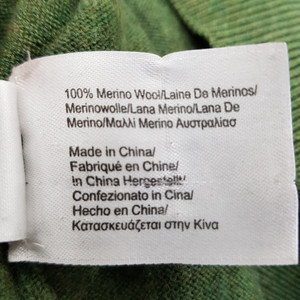 100% Merino Wool/Laine De Merinos/
Merinowolle/Lana Merino/Lana De
Merino/Μαλλί Merino Αυστραλίασ
Made in China/
Fabriqué en Chine/
In China Hergestellt/
Confezionato in Cina/
Hecho en China/
Κατασκευάζεται στην Κίνα